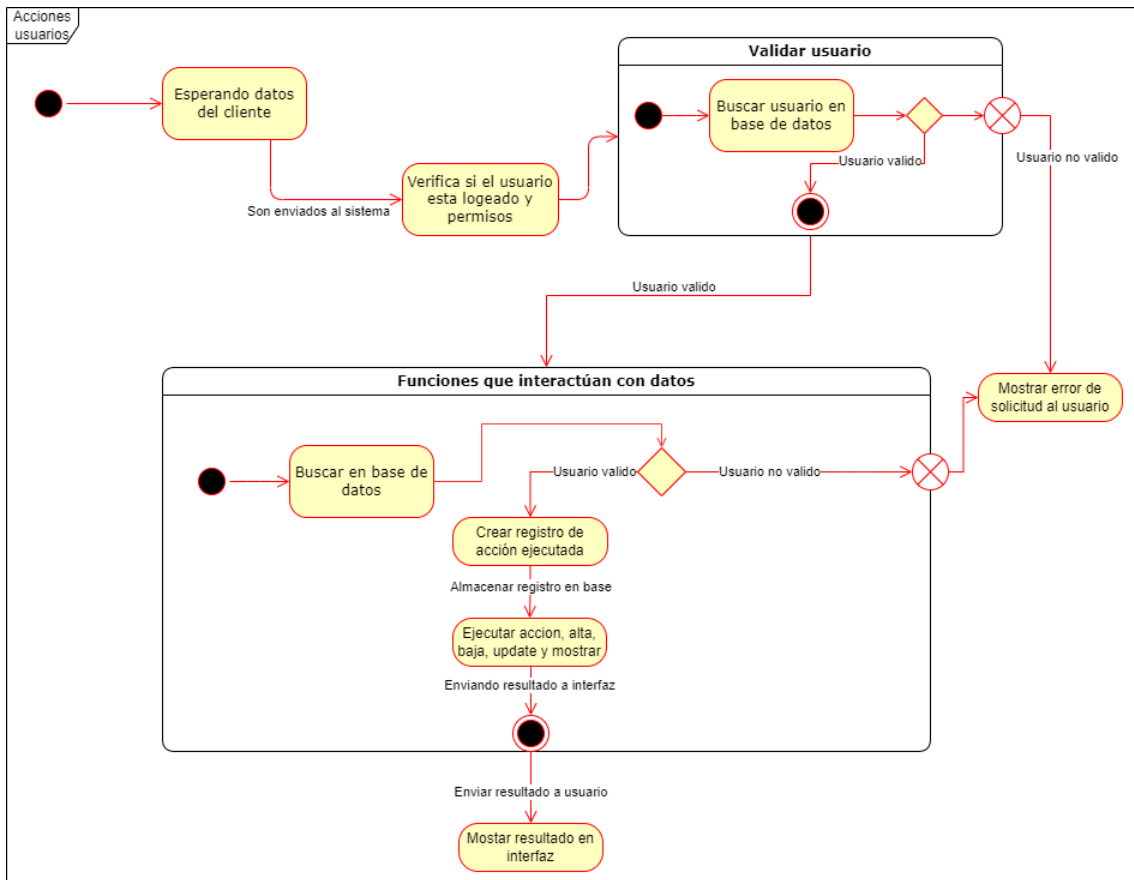 Acciones
usuarios
Validar usuario
Esperando datos
del cliente
Buscar usuario en
base de datos
Usuario valido
Usuario no valido
Verifica si el usuario
esta logeado y
permisos
Son enviados al sistema
Usuario valido
Funciones que interactúan con datos
Mostrar error de
solicitud al usuario
Buscar en base de
datos
Usuario valido
Usuario no valido
Crear registro de
acción ejecutada
Almacenar registro en base
Ejecutar accion, alta,
baja, update y mostrar
Enviando resultado a interfaz
Enviar resultado a usuario
Mostar resultado en
interfaz